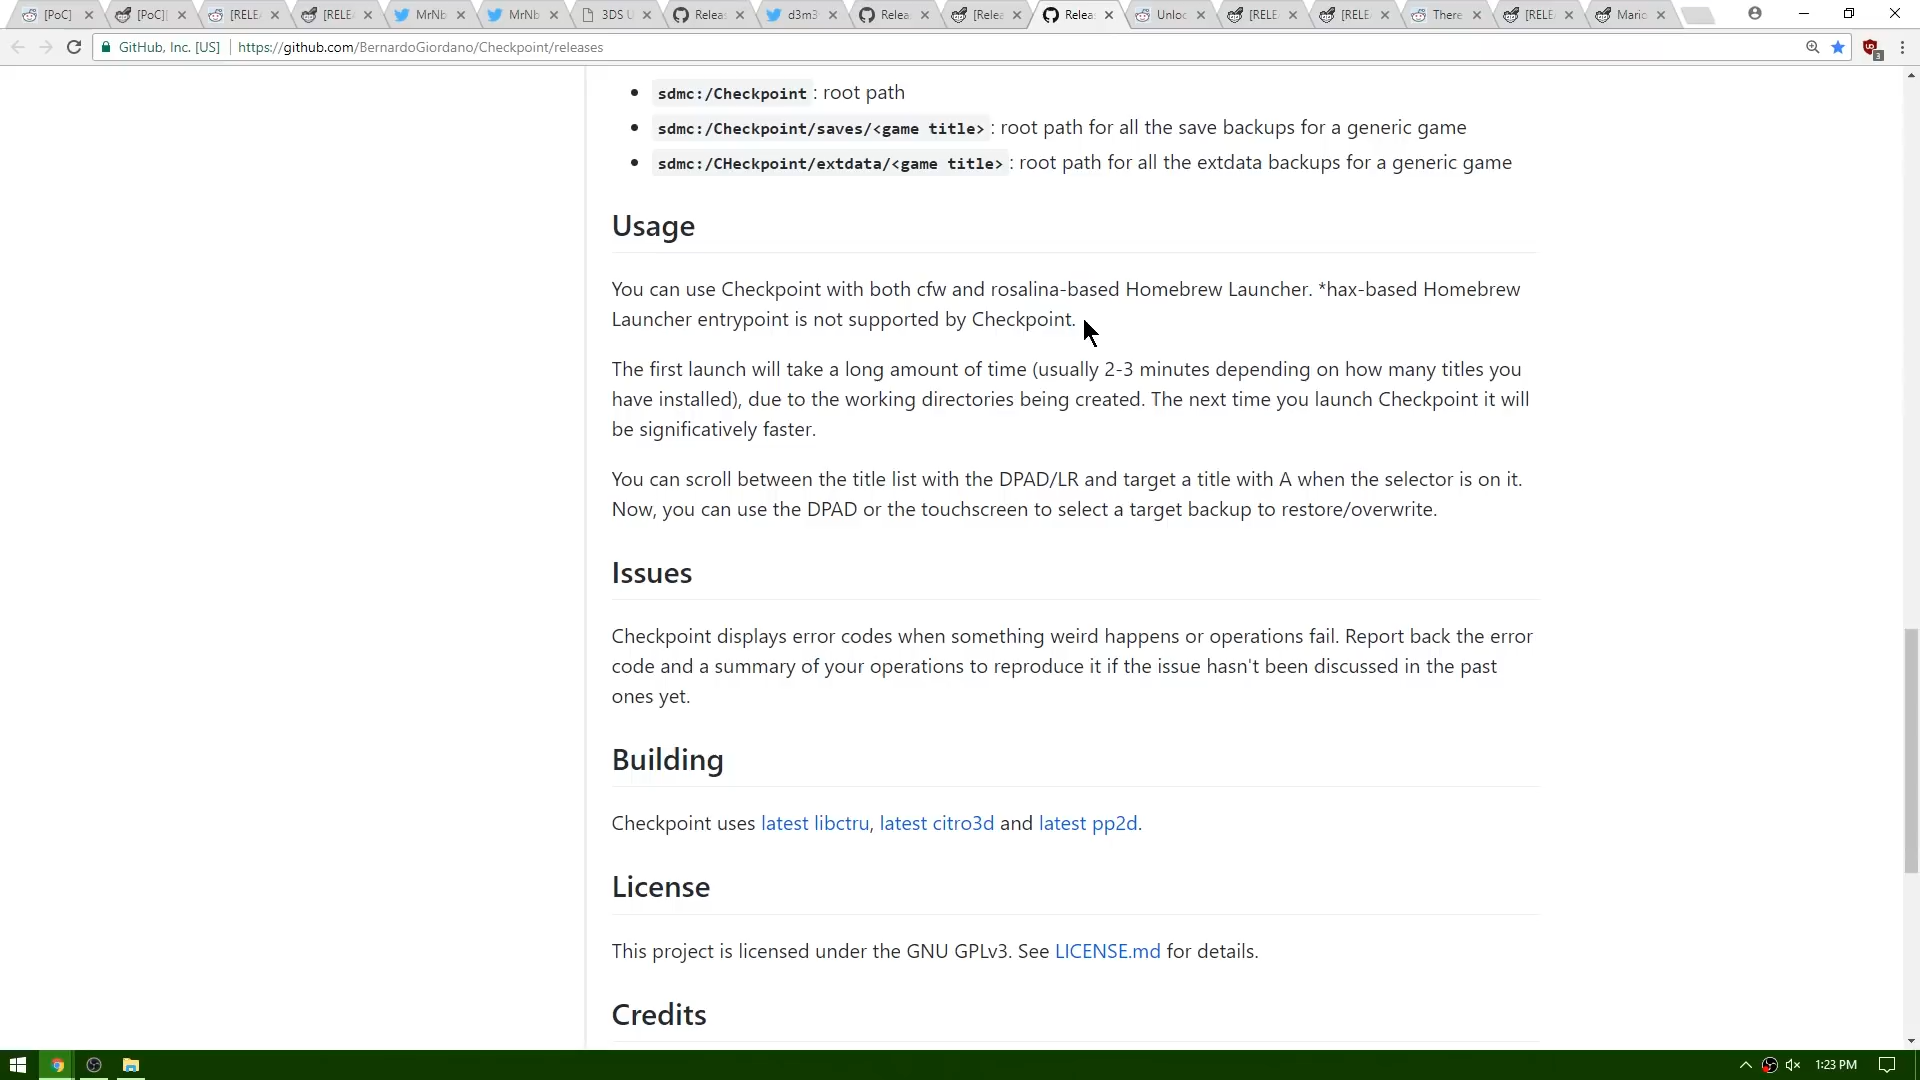 [PoC]
[PoC][
[RELEA
[RELE
MrNb
MrNb
3DS U
Releas
d3m3
Relea
[Relea
Releas
Unloc
[RELE
[RELE
There
[RELE
Mario
GitHub, Inc. [US]
https://github.com/BernardoGiordano/Checkpoint/releases
3
sdmc:/Checkpoint : root path
sdmc:/Checkpoint/saves/<game title> : root path for all the save backups for a generic game
sdmc:/CHeckpoint/extdata/<game title> : root path for all the extdata backups for a generic game
Usage
You can use Checkpoint with both cfw and rosalina-based Homebrew Launcher. *hax-based Homebrew
Launcher entrypoint is not supported by Checkpoint.
The first launch will take a long amount of time (usually 2-3 minutes depending on how many titles you
have installed), due to the working directories being created. The next time you launch Checkpoint it will
be significatively faster.
You can scroll between the title list with the DPAD/LR and target a title with A when the selector is on it.
Now, you can use the DPAD or the touchscreen to select a target backup to restore/overwrite.
Issues
Checkpoint displays error codes when something weird happens or operations fail. Report back the error
code and a summary of your operations to reproduce it if the issue hasn't been discussed in the past
ones yet.
Building
Checkpoint uses latest libctru, latest citro3d and latest pp2d.
License
This project is licensed under the GNU GPLv3. See LICENSE.md for details.
Credits
1:23 PM